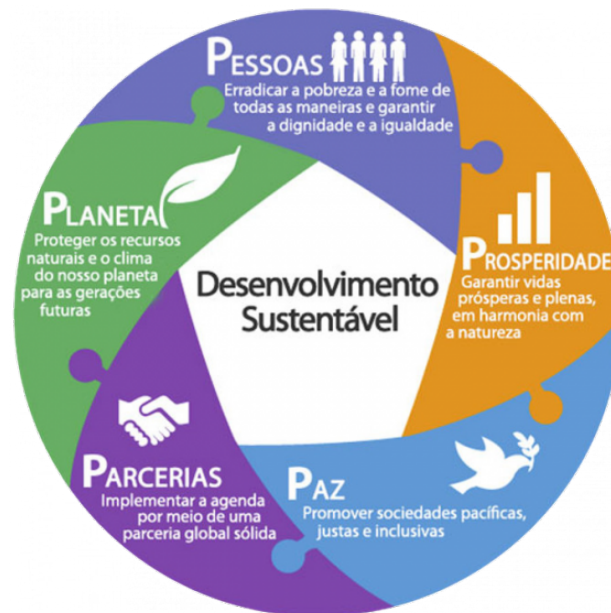 PESSOAS
Erradicar a pobreza e a fome de
todas as maneiras e garantir
a dignidade e a igualdade
PROSPERIDADE
Garantir vidas
prósperas e plenas,
em harmonia com
a natureza
PAZ
Promover sociedades pacíficas,
justas e inclusivas
PARCERIAS
Implementar a agenda
por meio de uma
parceria global sólida
PLANETA
Proteger os recursos
naturais e o clima
do nosso planeta
para as gerações
futuras
Desenvolvimento
Sustentável